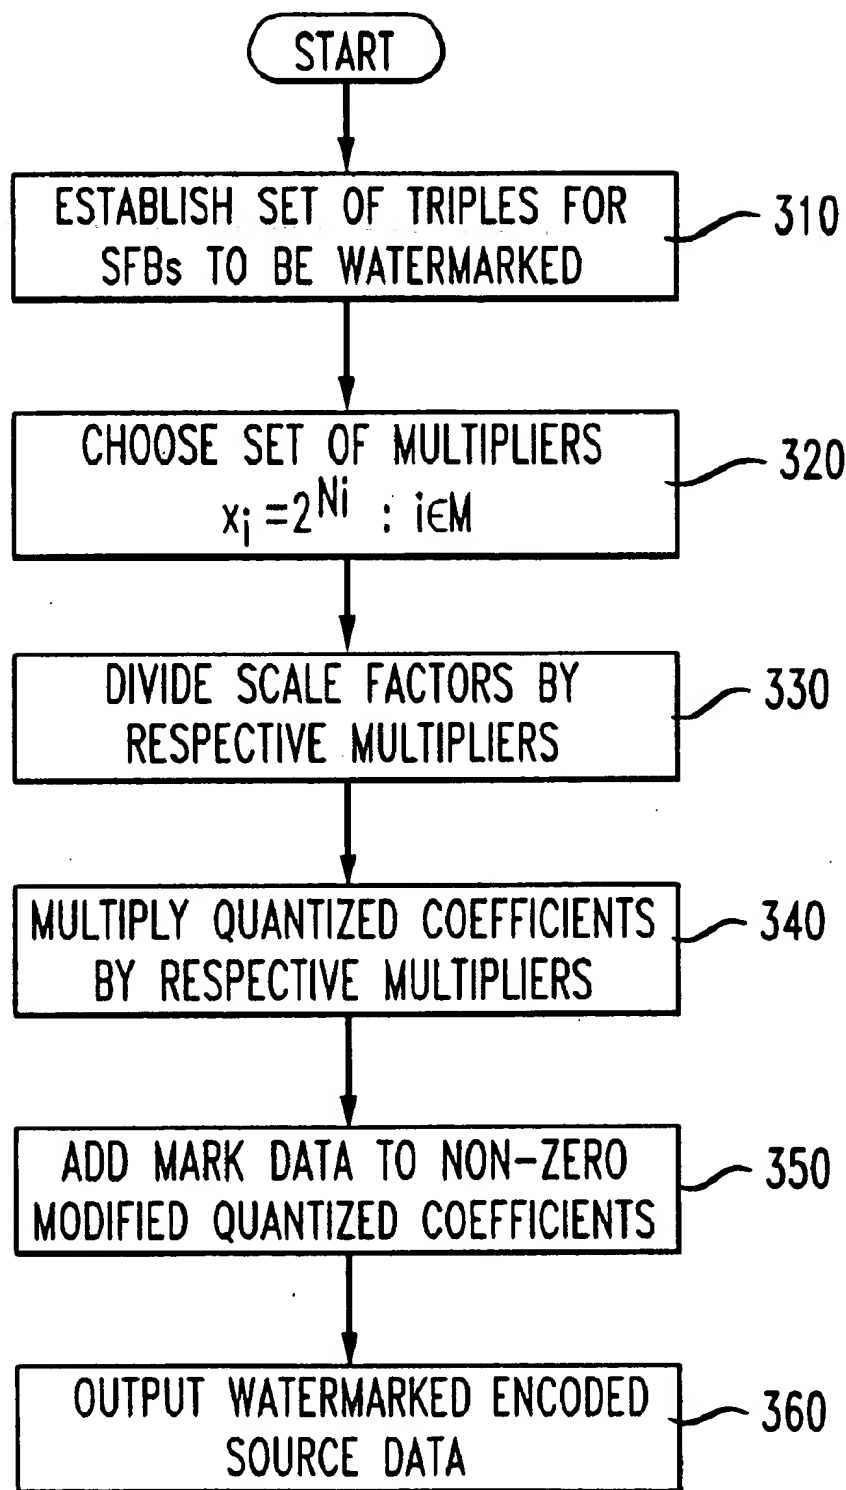 START
ESTABLISH SET OF TRIPLES FOR
SFBs TO BE WATERMARKED
310
CHOOSE SET OF MULTIPLIERS
x_i = 2^{Ni} : i∈M
320
DIVIDE SCALE FACTORS BY
RESPECTIVE MULTIPLIERS
330
MULTIPLY QUANTIZED COEFFICIENTS
BY RESPECTIVE MULTIPLIERS
340
ADD MARK DATA TO NON-ZERO
MODIFIED QUANTIZED COEFFICIENTS
350
OUTPUT WATERMARKED ENCODED
SOURCE DATA
360